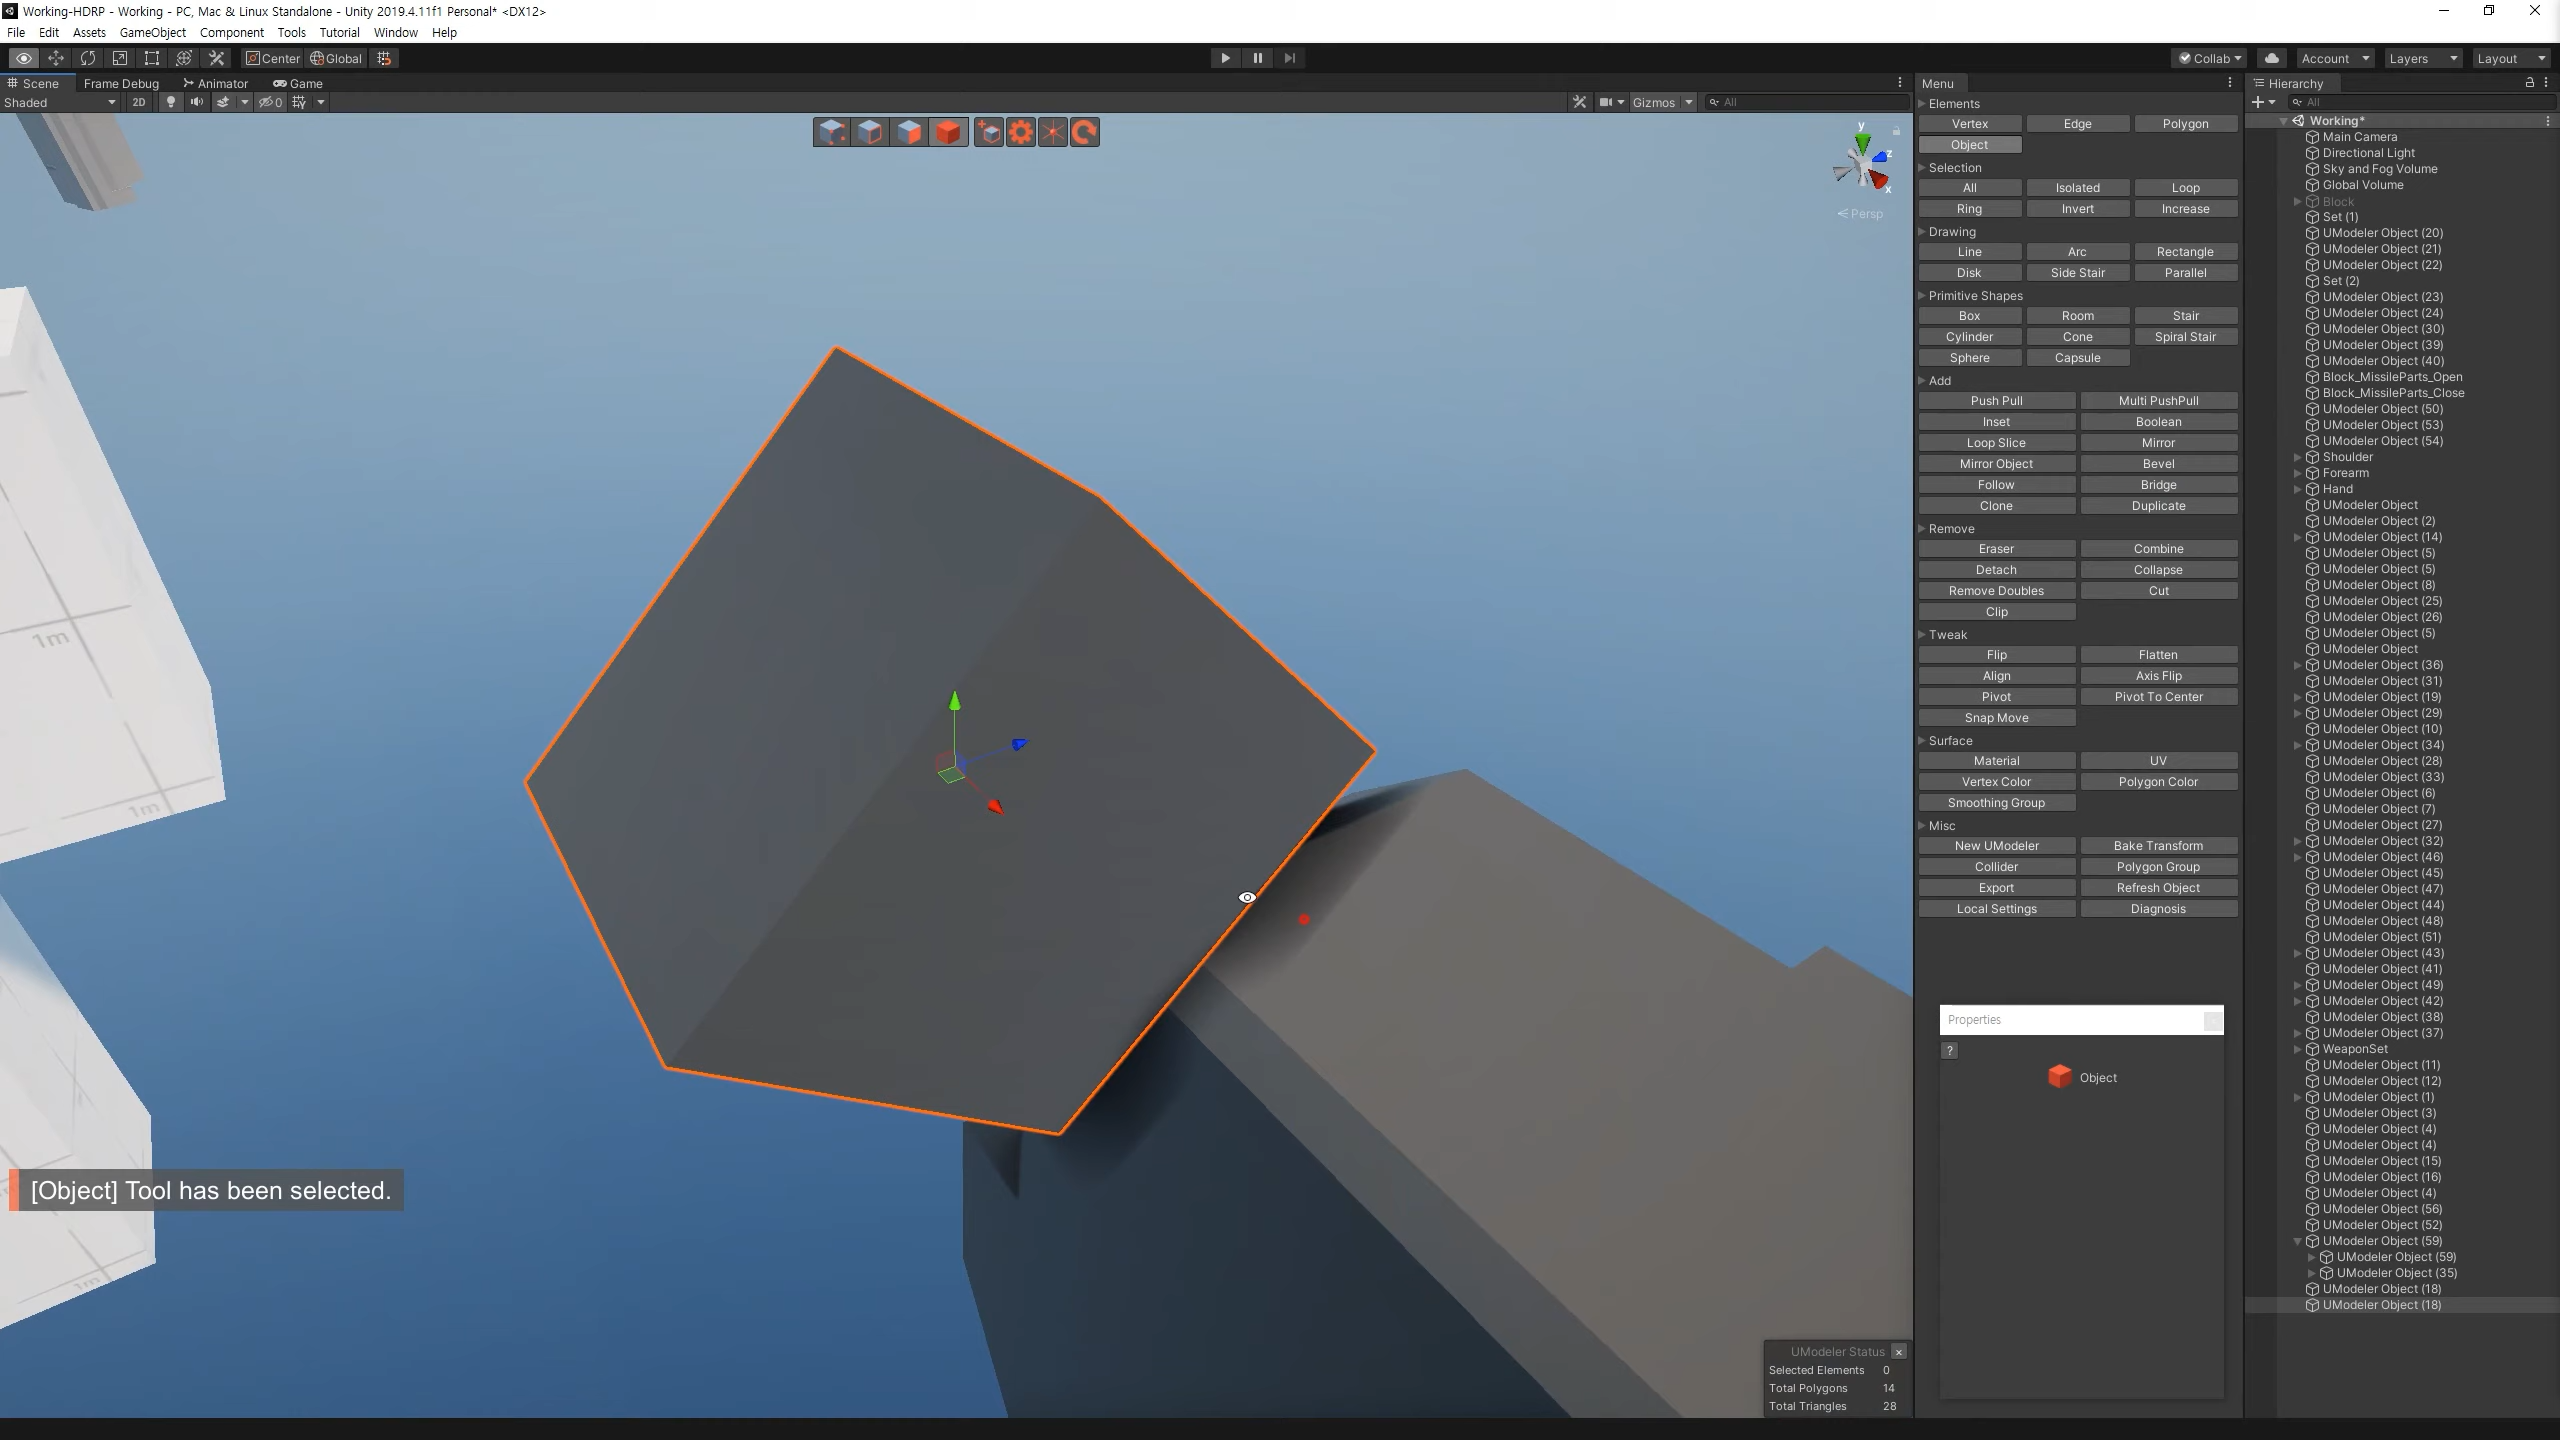 Working-HDRP - Working - PC, Mac & Linux Standalone - Unity 2019.4.11f1 Personal* <DX12>
File Edit Assets GameObject Component Tools Tutorial Window Help
Center Global
Collab Account Layers Layout
Scene Frame Debug Animator Game
Shaded 2D 0 Gizmos All
y z x
Persp
1m
1m
1m
[Object] Tool has been selected.
UModeler Status
Selected Elements 0
Total Polygons 14
Total Triangles 28
Menu
Elements
Vertex Edge Polygon
Object
Selection
All Isolated Loop
Ring Invert Increase
Drawing
Line Arc Rectangle
Disk Side Stair Parallel
Primitive Shapes
Box Room Stair
Cylinder Cone Spiral Stair
Sphere Capsule
Add
Push Pull Multi PushPull
Inset Boolean
Loop Slice Mirror
Mirror Object Bevel
Follow Bridge
Clone Duplicate
Remove
Eraser Combine
Detach Collapse
Remove Doubles Cut
Clip
Tweak
Flip Flatten
Align Axis Flip
Pivot Pivot To Center
Snap Move
Surface
Material UV
Vertex Color Polygon Color
Smoothing Group
Misc
New UModeler Bake Transform
Collider Polygon Group
Export Refresh Object
Local Settings Diagnosis
Properties
?
Object
Hierarchy
All
Working*
Main Camera
Directional Light
Sky and Fog Volume
Global Volume
Block
Set (1)
UModeler Object (20)
UModeler Object (21)
UModeler Object (22)
Set (2)
UModeler Object (23)
UModeler Object (24)
UModeler Object (30)
UModeler Object (39)
UModeler Object (40)
Block_MissileParts_Open
Block_MissileParts_Close
UModeler Object (50)
UModeler Object (53)
UModeler Object (54)
Shoulder
Forearm
Hand
UModeler Object
UModeler Object (2)
UModeler Object (14)
UModeler Object (5)
UModeler Object (5)
UModeler Object (8)
UModeler Object (25)
UModeler Object (26)
UModeler Object (5)
UModeler Object
UModeler Object (36)
UModeler Object (31)
UModeler Object (19)
UModeler Object (29)
UModeler Object (10)
UModeler Object (34)
UModeler Object (28)
UModeler Object (33)
UModeler Object (6)
UModeler Object (7)
UModeler Object (27)
UModeler Object (32)
UModeler Object (46)
UModeler Object (45)
UModeler Object (47)
UModeler Object (44)
UModeler Object (48)
UModeler Object (51)
UModeler Object (43)
UModeler Object (41)
UModeler Object (49)
UModeler Object (42)
UModeler Object (38)
UModeler Object (37)
WeaponSet
UModeler Object (11)
UModeler Object (12)
UModeler Object (1)
UModeler Object (3)
UModeler Object (4)
UModeler Object (4)
UModeler Object (15)
UModeler Object (16)
UModeler Object (4)
UModeler Object (56)
UModeler Object (52)
UModeler Object (59)
UModeler Object (59)
UModeler Object (35)
UModeler Object (18)
UModeler Object (18)